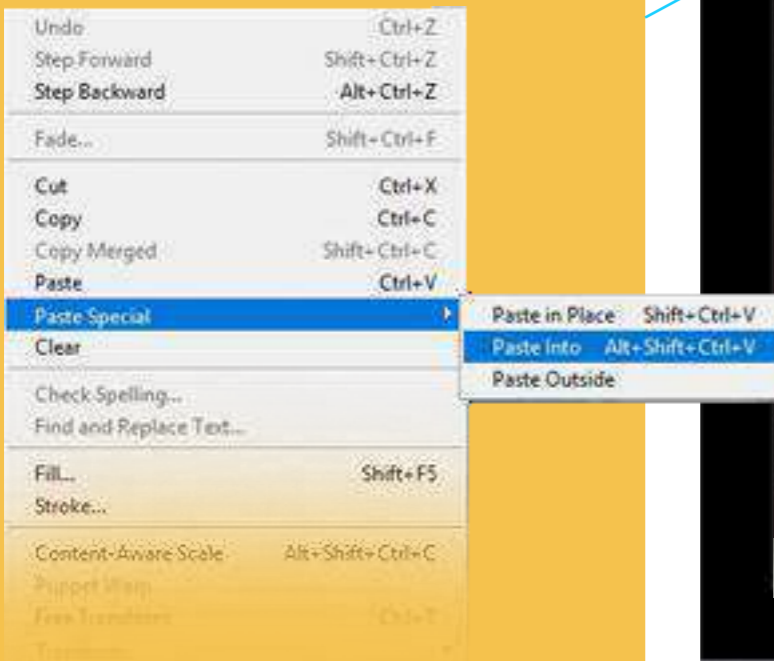 Undo Ctrl+Z
Step Forward Shift+Ctrl+Z
Step Backward Alt+Ctrl+Z
Fade... Shift+Ctrl+F
Cut Ctrl+X
Copy Ctrl+C
Copy Merged Shift+Ctrl+C
Paste Ctrl+V
Paste Special
Paste in Place Shift+Ctrl+V
Clear
Paste Into Alt+Shift+Ctrl+V
Paste Outside
Check Spelling...
Find and Replace Text...
Fill... Shift+F5
Stroke...
Content-Aware Scale Alt+Shift+Ctrl+C
Puppet Warp
Free Transform Ctrl+T
Transform